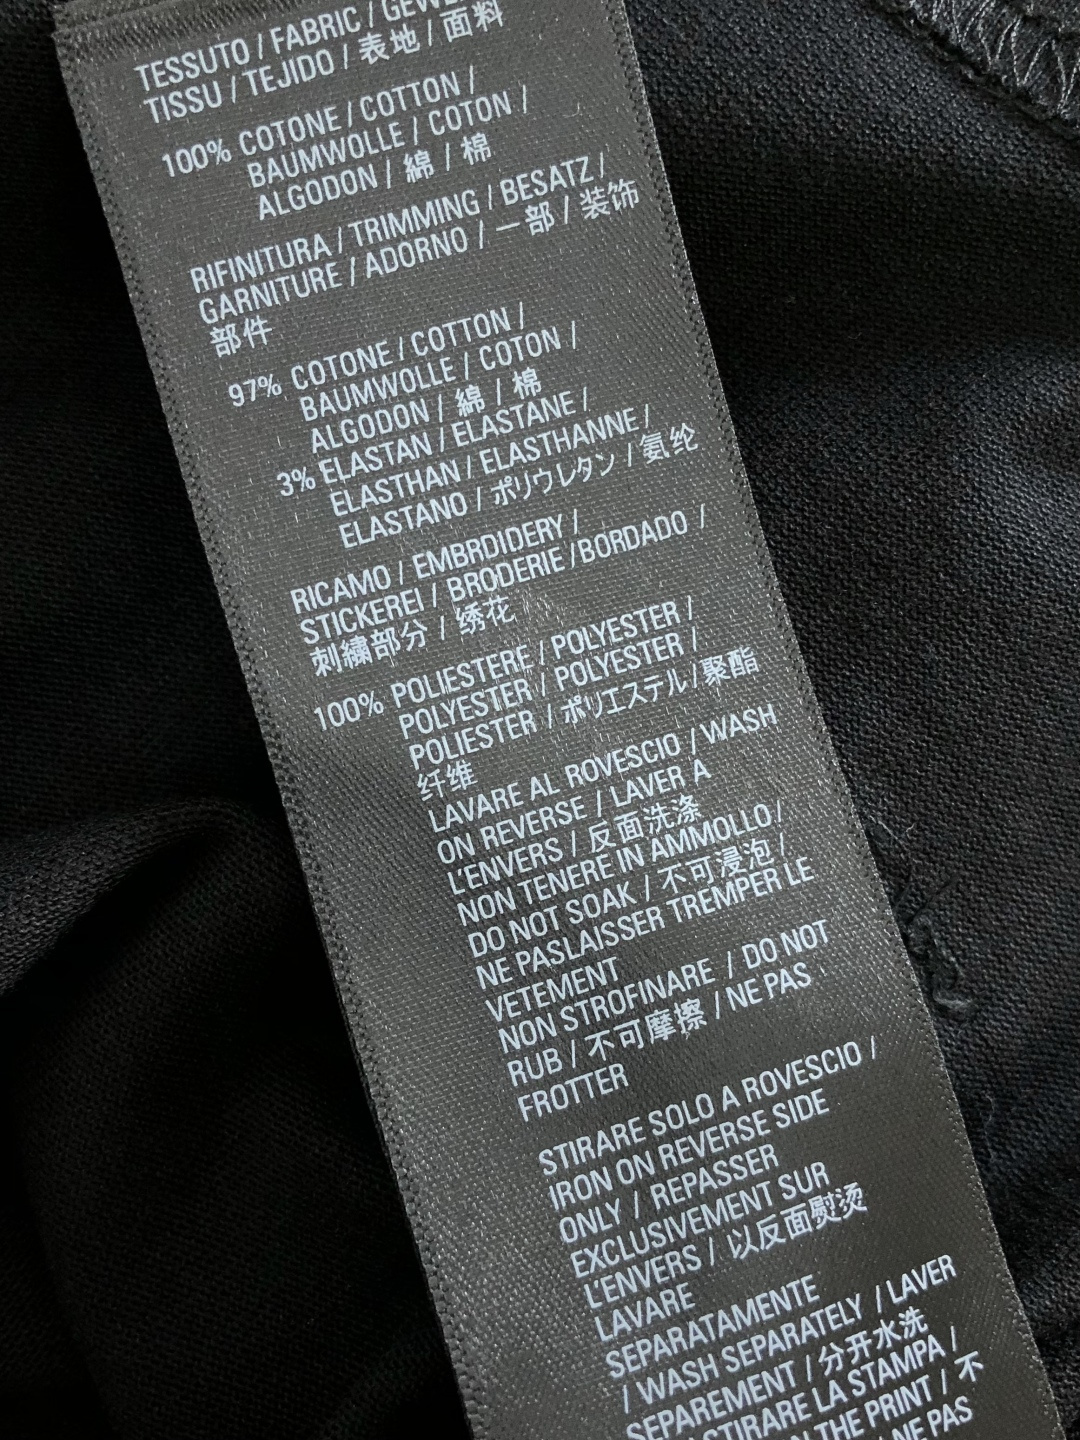 TESSUTO / FABRIC / GEWE
TISSU / TEJIDO / 表地 / 面料
100% COTONE / COTTON /
BAUMWOLLE / COTON /
ALGODON / 綿 / 棉
RIFINITURA / TRIMMING / BESATZ /
GARNITURE / ADORNO / 一部 / 装饰
部件
97% COTONE / COTTON /
BAUMWOLLE / COTON /
ALGODON / 綿 / 棉
3% ELASTAN / ELASTANE /
ELASTHAN / ELASTHANNE /
ELASTANO / ポリウレタン / 氨纶
RICAMO / EMBRDIDERY /
STICKEREI / BRODERIE /BORDADO /
刺繍部分 / 绣花
100% POLIESTERE / POLYESTER /
POLYESTER / POLYESTER /
POLIESTER / ポリエステル / 聚酯
纤维
LAVARE AL ROVESCIO / WASH
ON REVERSE / LAVER A
L'ENVERS / 反面洗涤
NON TENERE IN AMMOLLO /
DO NOT SOAK / 不可浸泡 /
NE PASLAISSER TREMPER LE
VETEMENT
NON STROFINARE / DO NOT
RUB / 不可摩擦 / NE PAS
FROTTER
STIRARE SOLO A ROVESCIO /
IRON ON REVERSE SIDE
ONLY / REPASSER
EXCLUSIVEMENT SUR
L'ENVERS / 以反面熨烫
LAVARE
SEPARATAMENTE
/ WASH SEPARATELY / LAVER
SEPAREMENT / 分开水洗
STIRARE LA STAMPA /
THE PRINT / 不
/ NE PAS